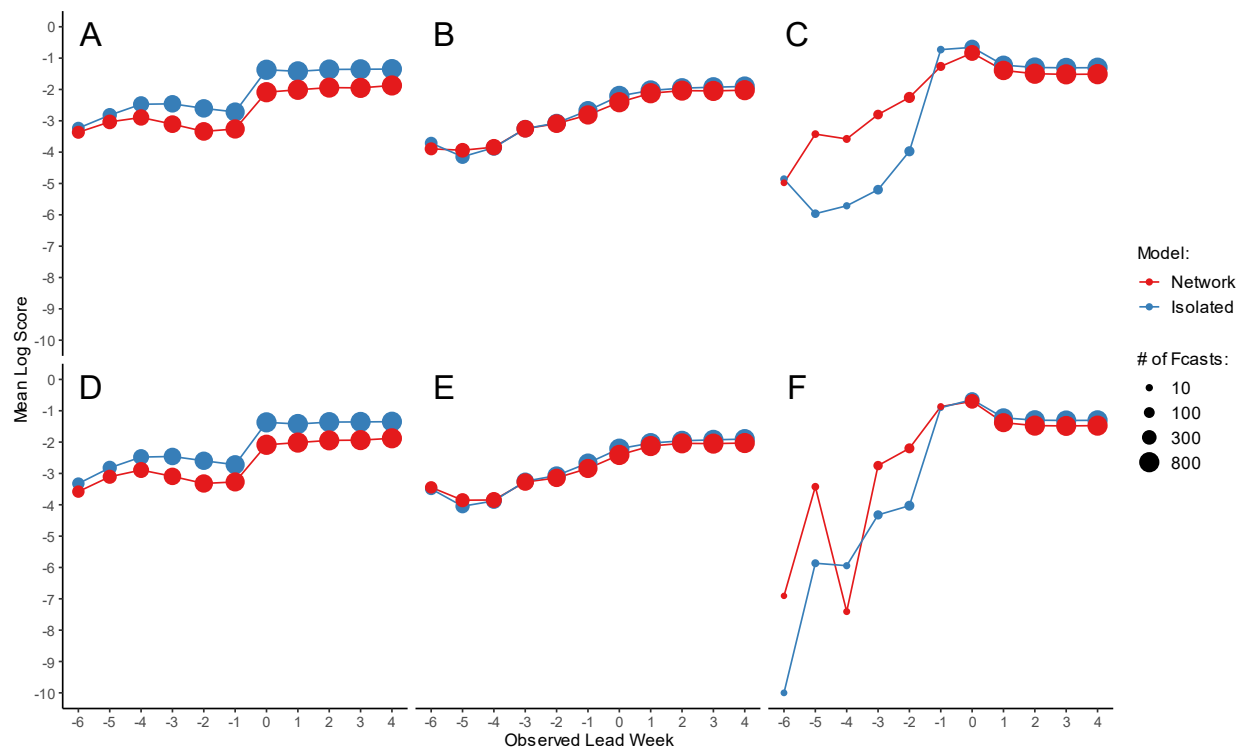 A
B
C
0
-1
-2
-3
-4
-5
-6
-7
-8
-9
-10
Mean Log Score
D
E
F
0
-1
-2
-3
-4
-5
-6
-7
-8
-9
-10
-6 -5 -4 -3 -2 -1 0 1 2 3 4
-6 -5 -4 -3 -2 -1 0 1 2 3 4
-6 -5 -4 -3 -2 -1 0 1 2 3 4
Observed Lead Week
Model:
Network
Isolated
# of Fcasts:
10
100
300
800